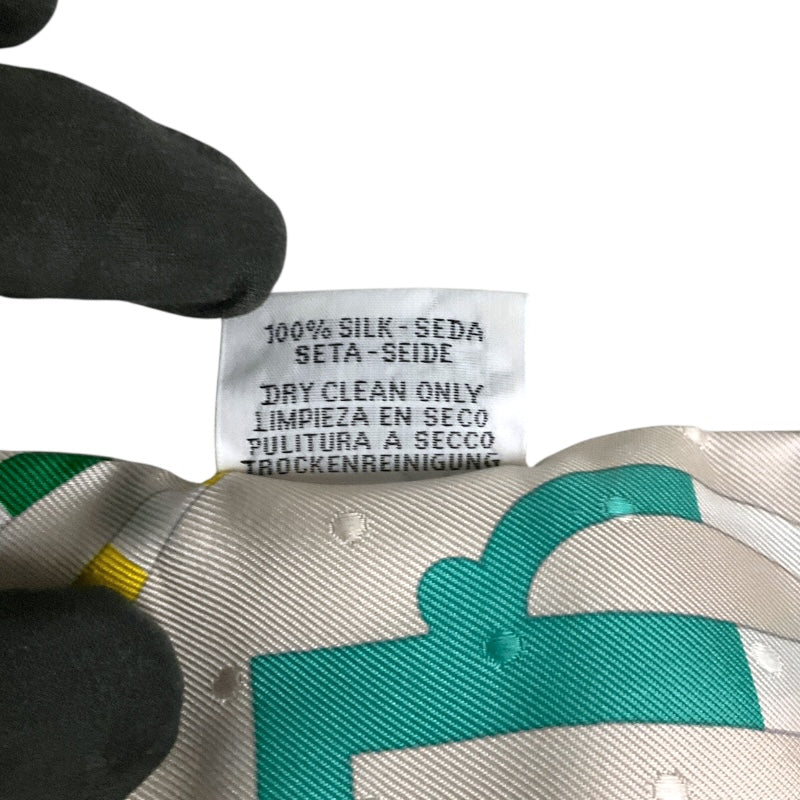 100% SILK - SEDA
SETA - SEIDE
DRY CLEAN ONLY
LIMPIEZA EN SECO
PULITURA A SECCO
TROCKENREINIGUNG